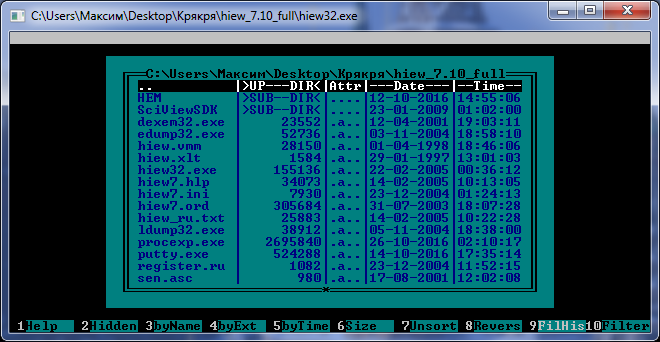 C:\Users\Максим\Desktop\Крякря\hiew_7.10_full\hiew32.exe
C:\Users\Максим\Desktop\Крякря\hiew_7.10_full
.. |>UP---DIR<|Attr|---Date---|--Time--
HEM |>SUB--DIR<|....|12-10-2016|14:55:06
SciViewSDK |>SUB--DIR<|....|23-01-2009|01:02:00
dexem32.exe | 23552|.a..|12-04-2001|19:03:11
edump32.exe | 52736|.a..|03-11-2004|18:58:10
hiew.vmm | 28150|.a..|01-04-1998|18:46:06
hiew.xlt | 1584|.a..|29-01-1997|13:01:03
hiew32.exe | 155136|.a..|22-02-2005|00:36:12
hiew7.hlp | 34073|.a..|14-02-2005|10:13:05
hiew7.ini | 7930|.a..|23-12-2004|01:24:13
hiew7.ord | 305684|.a..|31-07-2003|18:07:28
hiew_ru.txt | 25883|.a..|14-02-2005|10:22:28
ldump32.exe | 38912|.a..|05-11-2004|18:38:00
procexp.exe | 2695840|.a..|26-10-2016|02:10:17
putty.exe | 524288|.a..|14-10-2016|17:35:14
register.ru | 1082|.a..|23-12-2004|11:52:15
sen.asc | 980|.a..|17-08-2001|12:02:08
1Help 2Hidden 3byName 4byExt 5byTime 6Size 7Unsort 8Revers 9FilHis10Filter